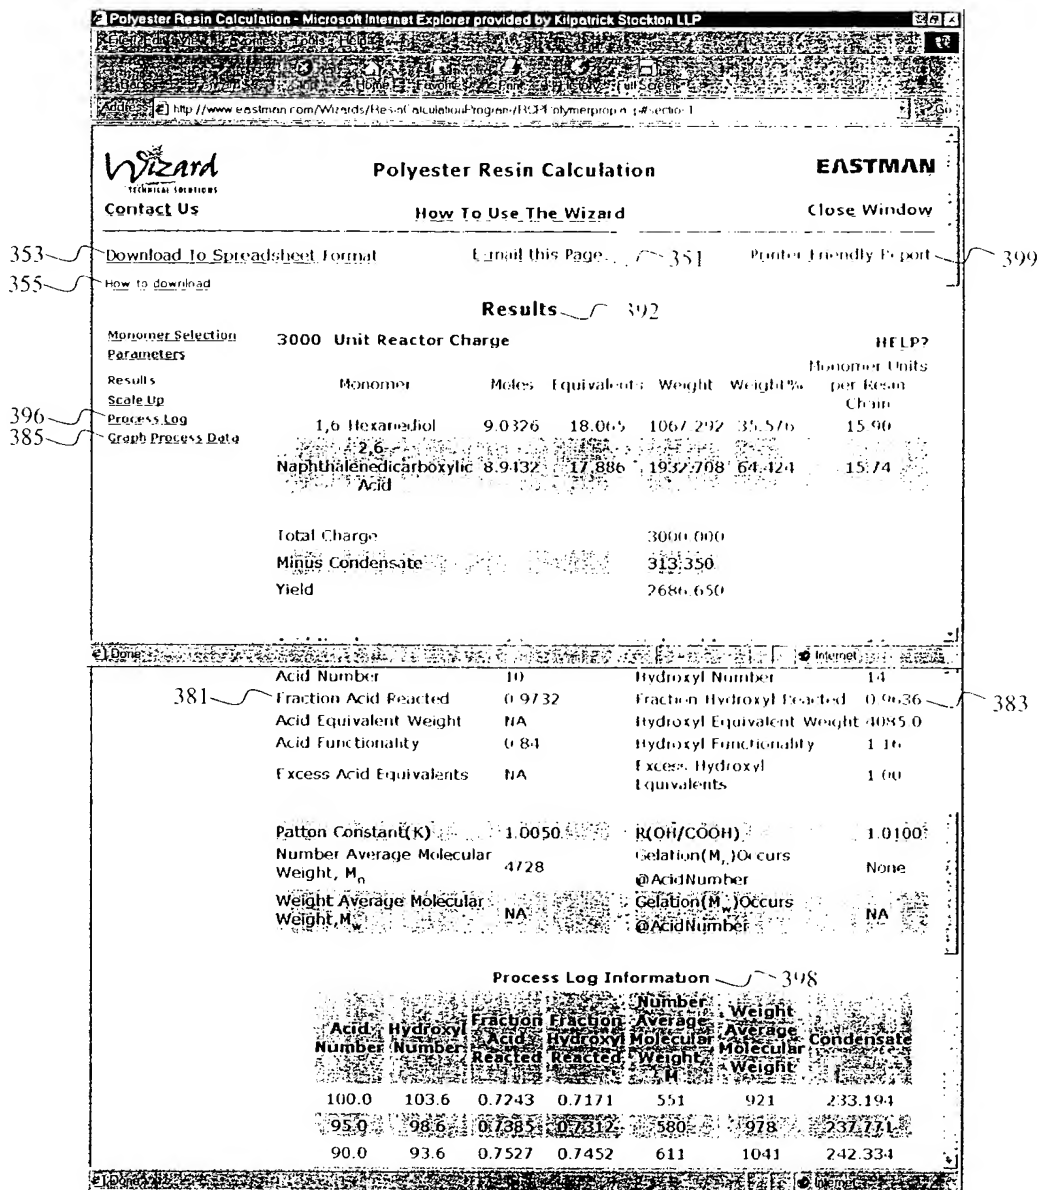 Polyester Resin Calculation - Microsoft Internet Explorer provided by Kilpatrick Stockton LLP
Home Favorites Print
Address http://www.eastman.com/Wizards/ResinCalculationProgram/ Go
Wizard
TECHNICAL SOLUTIONS
Polyester Resin Calculation
EASTMAN
Contact Us
How To Use The Wizard
Close Window
353 Download To Spreadsheet Format
E-mail this Page 351
Printer Friendly Report 399
355 How to download
Results 392
Monomer Selection
Parameters
Results
Scale Up
396 Process Log
385 Graph Process Data
3000 Unit Reactor Charge HELP?
Monomer Moles Equivalents Weight Weight% Monomer Units per Resin Chain
1,6 Hexanediol 9.0326 18.065 1067.292 35.576 15.90
2,6-
Naphthalenedicarboxylic 8.9432 17.886 1932.708 64.424 15.74
Acid
Total Charge 3000.000
Minus Condensate 313.350
Yield 2686.650
Done Internet
Acid Number 10 Hydroxyl Number 14
381 Fraction Acid Reacted 0.9732 Fraction Hydroxyl Reacted 0.9636 383
Acid Equivalent Weight NA Hydroxyl Equivalent Weight 4085.0
Acid Functionality 0.84 Hydroxyl Functionality 1.16
Excess Acid Equivalents NA Excess Hydroxyl Equivalents 1.00
Patton Constant(K) 1.0050 R(OH/COOH) 1.0100
Number Average Molecular Weight, Mn 4728 Gelation(Mn)Occurs @AcidNumber None
Weight Average Molecular Weight,Mw NA Gelation(Mw)Occurs @AcidNumber NA
Process Log Information 398
Acid Number Hydroxyl Number Fraction Acid Reacted Fraction Hydroxyl Reacted Number Average Molecular Weight M Weight Average Molecular Weight Condensate
100.0 103.6 0.7243 0.7171 551 921 233.194
95.0 98.6 0.7385 0.7312 580 978 237.771
90.0 93.6 0.7527 0.7452 611 1041 242.334